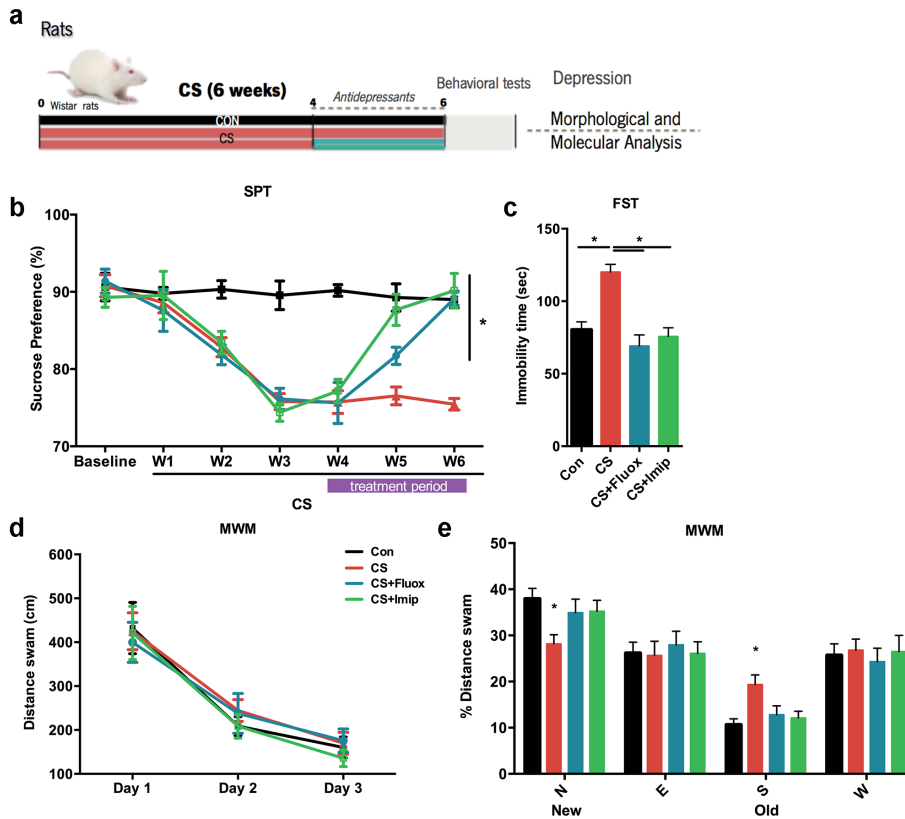 a
Rats
CS (6 weeks)
Behavioral tests
Depression
0 Wistar rats
4 Antidepressants 6
CON
CS
Morphological and
Molecular Analysis
b
SPT
Sucrose Preference (%)
100
90
80
70
*
Baseline W1 W2 W3 W4 W5 W6
treatment period
CS
c
FST
Immobility time (sec)
150
100
50
0
* *
Con CS CS+Fluox CS+Imip
d
MWM
Distance swam (cm)
600
500
400
300
200
100
Con
CS
CS+Fluox
CS+Imip
Day 1 Day 2 Day 3
e
MWM
% Distance swam
50
40
30
20
10
0
* *
N E S W
New Old